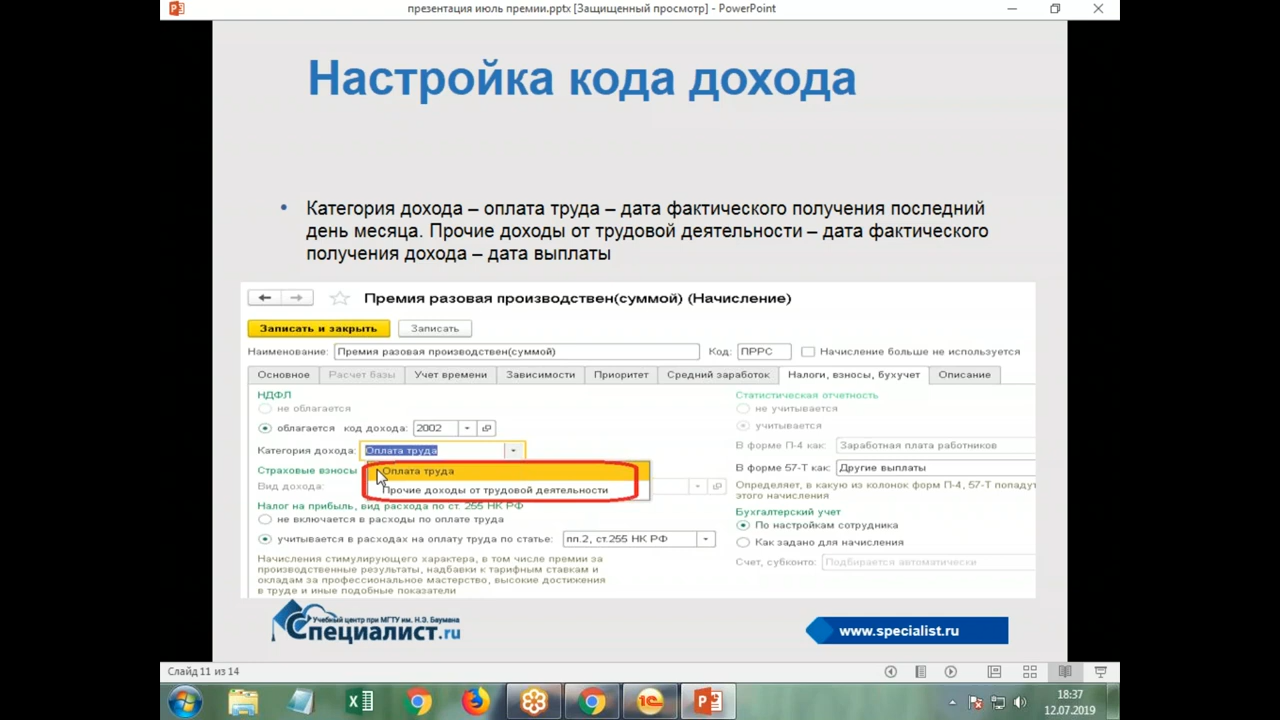 презентация июль премии.pptx [Защищенный просмотр] - PowerPoint
Настройка кода дохода
• Категория дохода – оплата труда – дата фактического получения последний
день месяца. Прочие доходы от трудовой деятельности – дата фактического
получения дохода – дата выплаты
Премия разовая производствен(суммой) (Начисление)
Записать и закрыть Записать
Наименование: Премия разовая производствен(суммой) Код: ПРРС Начисление больше не используется
Основное Расчет базы Учет времени Зависимости Приоритет Средний заработок Налоги, взносы, бухучет Описание
НДФЛ
не облагается
облагается код дохода: 2002
Категория дохода: Оплата труда
Оплата труда
Прочие доходы от трудовой деятельности
Страховые взносы
Вид дохода:
Налог на прибыль, вид расхода по ст. 255 НК РФ
не включается в расходы по оплате труда
учитывается в расходах на оплату труда по статье: пп.2, ст.255 НК РФ
Начисления стимулирующего характера, в том числе премии за
производственные результаты, надбавки к тарифным ставкам и
окладам за профессиональное мастерство, высокие достижения
в труде и иные подобные показатели
Статистическая отчетность
не учитывается
учитывается
В форме П-4 как: Заработная плата работников
В форме 57-Т как: Другие выплаты
Определяет, в какую из колонок форм П-4, 57-Т попадут
этого начисления
Бухгалтерский учет
По настройкам сотрудника
Как задано для начисления
Счет, субконто: Подбирается автоматически
Учебный центр при МГТУ им. Н.Э. Баумана
Специалист.ru
www.specialist.ru
Слайд 11 из 14
18:37
12.07.2019